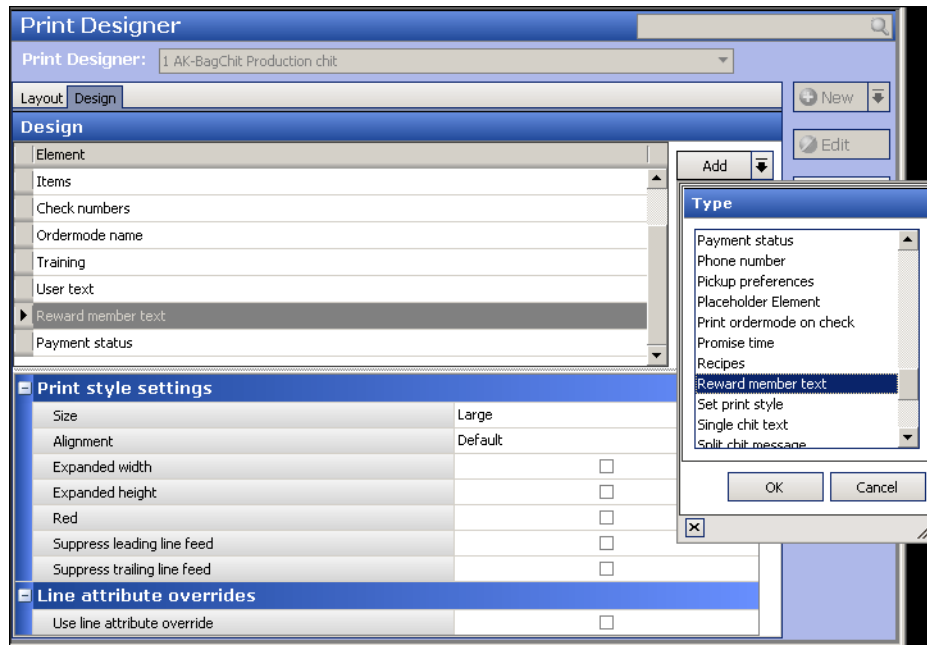 Print Designer
Print Designer: 1 AK-BagChit Production chit
Layout Design
New
Design
Edit
Element
Add
Items
Check numbers
Ordermode name
Training
User text
Reward member text
Payment status
Type
Payment status
Phone number
Pickup preferences
Placeholder Element
Print ordermode on check
Promise time
Recipes
Reward member text
Set print style
Single chit text
Split chit message
OK Cancel
Print style settings
Size Large
Alignment Default
Expanded width
Expanded height
Red
Suppress leading line feed
Suppress trailing line feed
Line attribute overrides
Use line attribute override